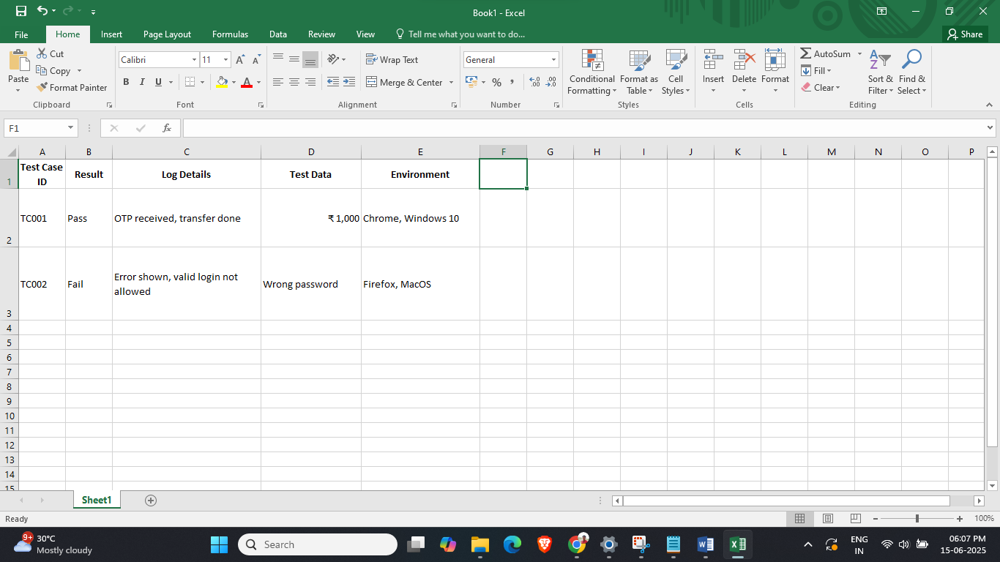 Book1 - Excel
File Home Insert Page Layout Formulas Data Review View Tell me what you want to do... Share
Paste
Cut
Copy
Format Painter
Clipboard
Calibri 11 A A
B I U A
Font
Wrap Text
Merge & Center
Alignment
General
% , .0 .00 .00 .0
Number
Conditional Formatting
Format as Table
Cell Styles
Styles
Insert Delete Format
Cells
AutoSum
Fill
Clear
Sort & Filter
Find & Select
Editing
F1 fx
A B C D E F G H I J K L M N O P
1 Test Case ID Result Log Details Test Data Environment
2 TC001 Pass OTP received, transfer done ₹ 1,000 Chrome, Windows 10
3 TC002 Fail Error shown, valid login not allowed Wrong password Firefox, MacOS
4
5
6
7
8
9
10
11
12
13
14
15
Sheet1
Ready 100%
9+ 30°C
Mostly cloudy
Search
ENG
IN
06:07 PM
15-06-2025